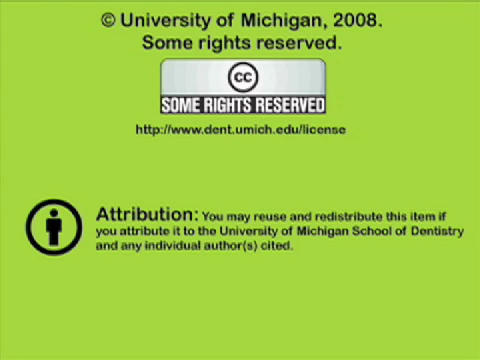 © University of Michigan, 2008.
Some rights reserved.
cc
SOME RIGHTS RESERVED
http://www.dent.umich.edu/license
Attribution: You may reuse and redistribute this item if
you attribute it to the University of Michigan School of Dentistry
and any individual author(s) cited.